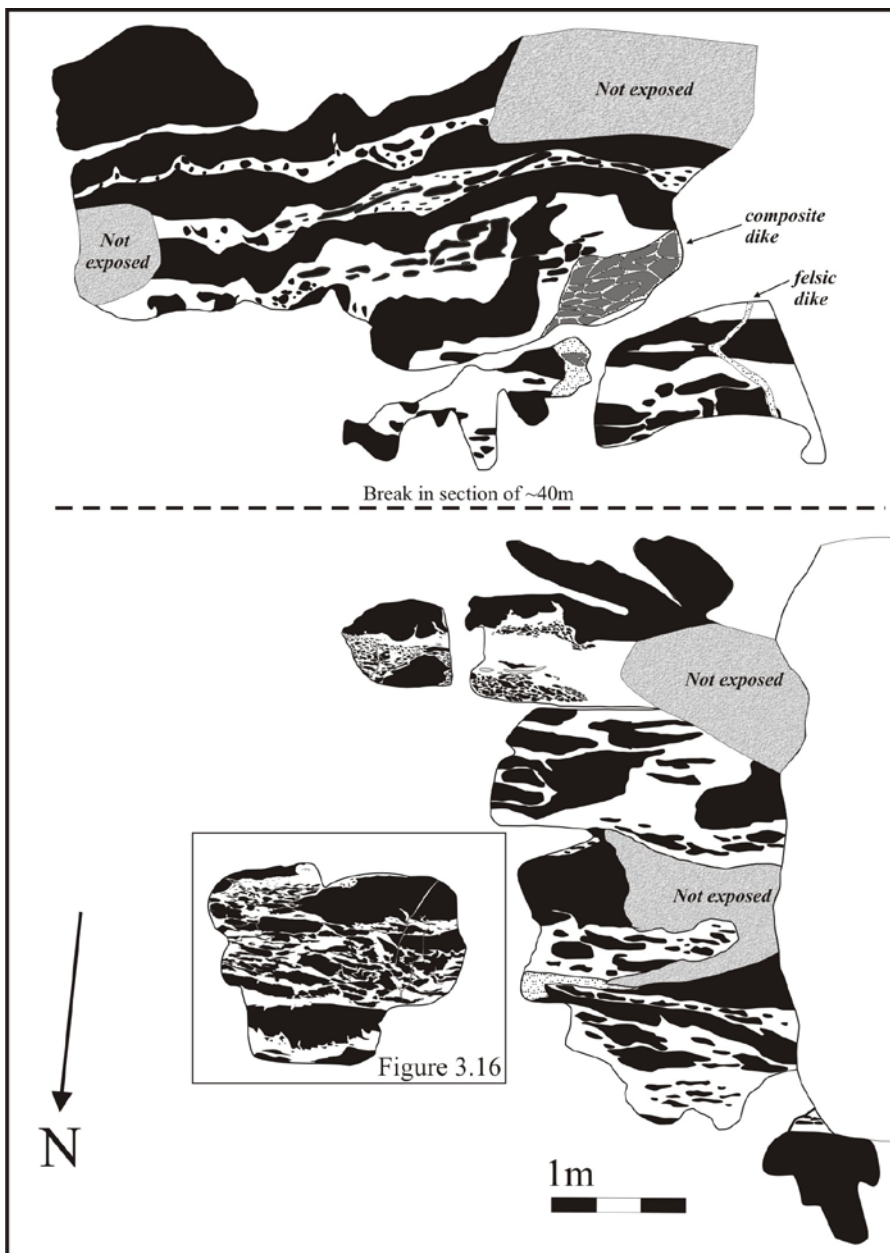 Not exposed
Not
exposed
composite
dike
felsic
dike
Break in section of ~40m
Not exposed
Not exposed
Figure 3.16
N
1m